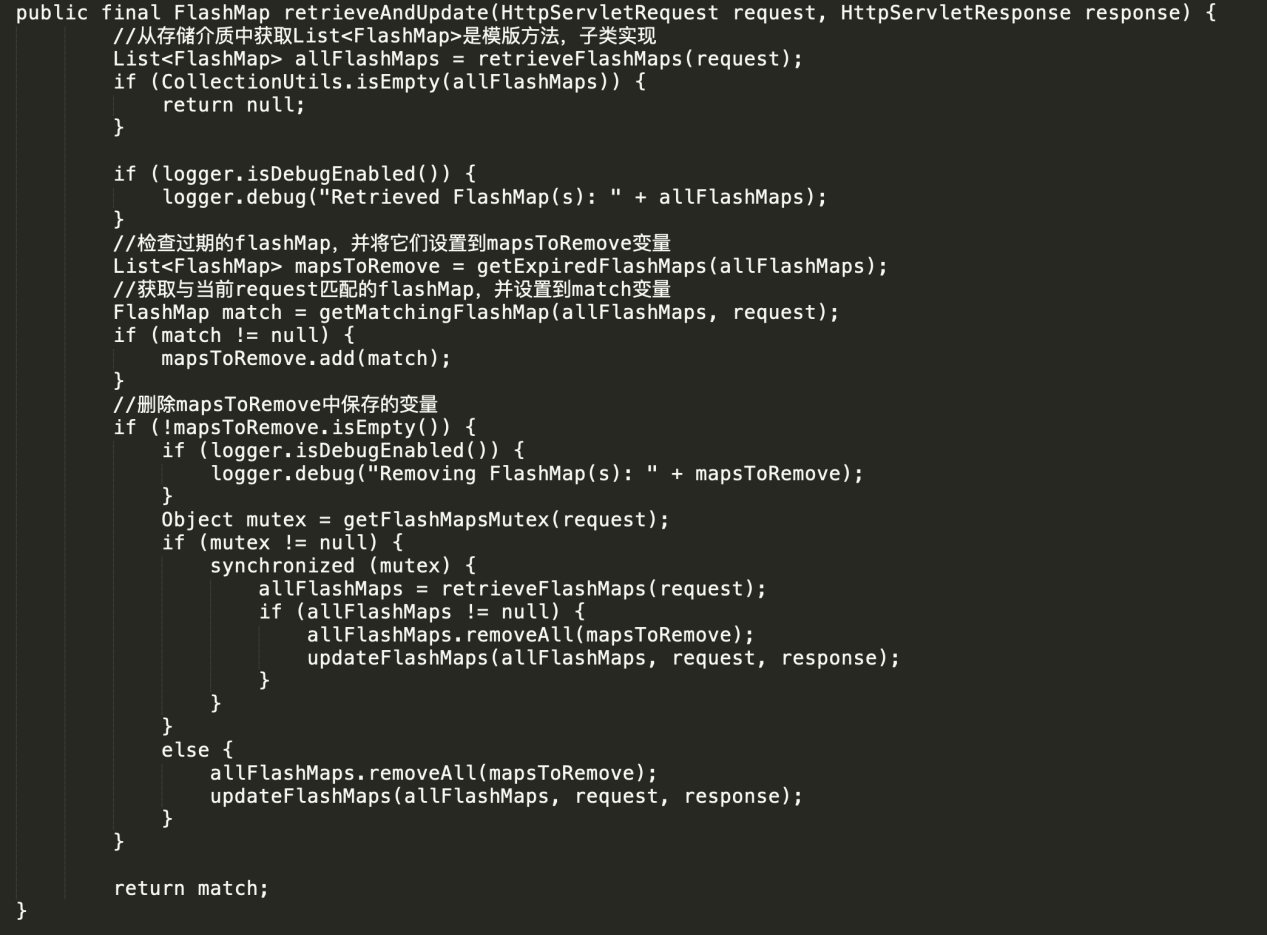 public final FlashMap retrieveAndUpdate(HttpServletRequest request, HttpServletResponse response) {
//从存储介质中获取List<FlashMap>是模版方法，子类实现
List<FlashMap> allFlashMaps = retrieveFlashMaps(request);
if (CollectionUtils.isEmpty(allFlashMaps)) {
return null;
}
if (logger.isDebugEnabled()) {
logger.debug("Retrieved FlashMap(s): " + allFlashMaps);
}
//检查过期的flashMap，并将它们设置到mapsToRemove变量
List<FlashMap> mapsToRemove = getExpiredFlashMaps(allFlashMaps);
//获取与当前request匹配的flashMap，并设置到match变量
FlashMap match = getMatchingFlashMap(allFlashMaps, request);
if (match != null) {
mapsToRemove.add(match);
}
//删除mapsToRemove中保存的变量
if (!mapsToRemove.isEmpty()) {
if (logger.isDebugEnabled()) {
logger.debug("Removing FlashMap(s): " + mapsToRemove);
}
Object mutex = getFlashMapsMutex(request);
if (mutex != null) {
synchronized (mutex) {
allFlashMaps = retrieveFlashMaps(request);
if (allFlashMaps != null) {
allFlashMaps.removeAll(mapsToRemove);
updateFlashMaps(allFlashMaps, request, response);
}
}
}
else {
allFlashMaps.removeAll(mapsToRemove);
updateFlashMaps(allFlashMaps, request, response);
}
}
return match;
}